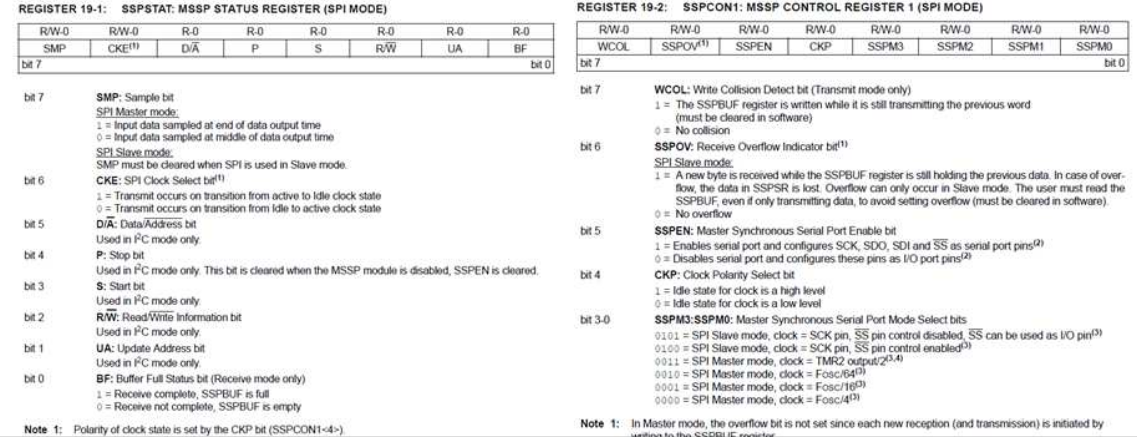 REGISTER 19-1: SSPSTAT: MSSP STATUS REGISTER (SPI MODE)
R/W-0 R/W-0 R-0 R-0 R-0 R-0 R-0 R-0
SMP CKE(1) D/A P S R/W UA BF
bit 7 bit 0
bit 7 SMP: Sample bit
SPI Master mode:
1 = Input data sampled at end of data output time
0 = Input data sampled at middle of data output time
SPI Slave mode:
SMP must be cleared when SPI is used in Slave mode.
bit 6 CKE: SPI Clock Select bit(1)
1 = Transmit occurs on transition from active to Idle clock state
0 = Transmit occurs on transition from Idle to active clock state
bit 5 D/A: Data/Address bit
Used in I2C mode only.
bit 4 P: Stop bit
Used in I2C mode only. This bit is cleared when the MSSP module is disabled, SSPEN is cleared.
bit 3 S: Start bit
Used in I2C mode only.
bit 2 R/W: Read/Write Information bit
Used in I2C mode only.
bit 1 UA: Update Address bit
Used in I2C mode only.
bit 0 BF: Buffer Full Status bit (Receive mode only)
1 = Receive complete, SSPBUF is full
0 = Receive not complete, SSPBUF is empty
Note 1: Polarity of clock state is set by the CKP bit (SSPCON1<4>).
REGISTER 19-2: SSPCON1: MSSP CONTROL REGISTER 1 (SPI MODE)
R/W-0 R/W-0 R/W-0 R/W-0 R/W-0 R/W-0 R/W-0 R/W-0
WCOL SSPOV(1) SSPEN CKP SSPM3 SSPM2 SSPM1 SSPM0
bit 7 bit 0
bit 7 WCOL: Write Collision Detect bit (Transmit mode only)
1 = The SSPBUF register is written while it is still transmitting the previous word
(must be cleared in software)
0 = No collision
bit 6 SSPOV: Receive Overflow Indicator bit(1)
SPI Slave mode:
1 = A new byte is received while the SSPBUF register is still holding the previous data. In case of over-
flow, the data in SSPSR is lost. Overflow can only occur in Slave mode. The user must read the
SSPBUF, even if only transmitting data, to avoid setting overflow (must be cleared in software).
0 = No overflow
bit 5 SSPEN: Master Synchronous Serial Port Enable bit
1 = Enables serial port and configures SCK, SDO, SDI and SS as serial port pins(2)
0 = Disables serial port and configures these pins as I/O port pins(2)
bit 4 CKP: Clock Polarity Select bit
1 = Idle state for clock is a high level
0 = Idle state for clock is a low level
bit 3-0 SSPM3:SSPM0: Master Synchronous Serial Port Mode Select bits
0101 = SPI Slave mode, clock = SCK pin, SS pin control disabled, SS can be used as I/O pin(3)
0100 = SPI Slave mode, clock = SCK pin, SS pin control enabled(3)
0011 = SPI Master mode, clock = TMR2 output/2(3,4)
0010 = SPI Master mode, clock = Fosc/64(3)
0001 = SPI Master mode, clock = Fosc/16(3)
0000 = SPI Master mode, clock = Fosc/4(3)
Note 1: In Master mode, the overflow bit is not set since each new reception (and transmission) is initiated by
writing to the SSPBUF register